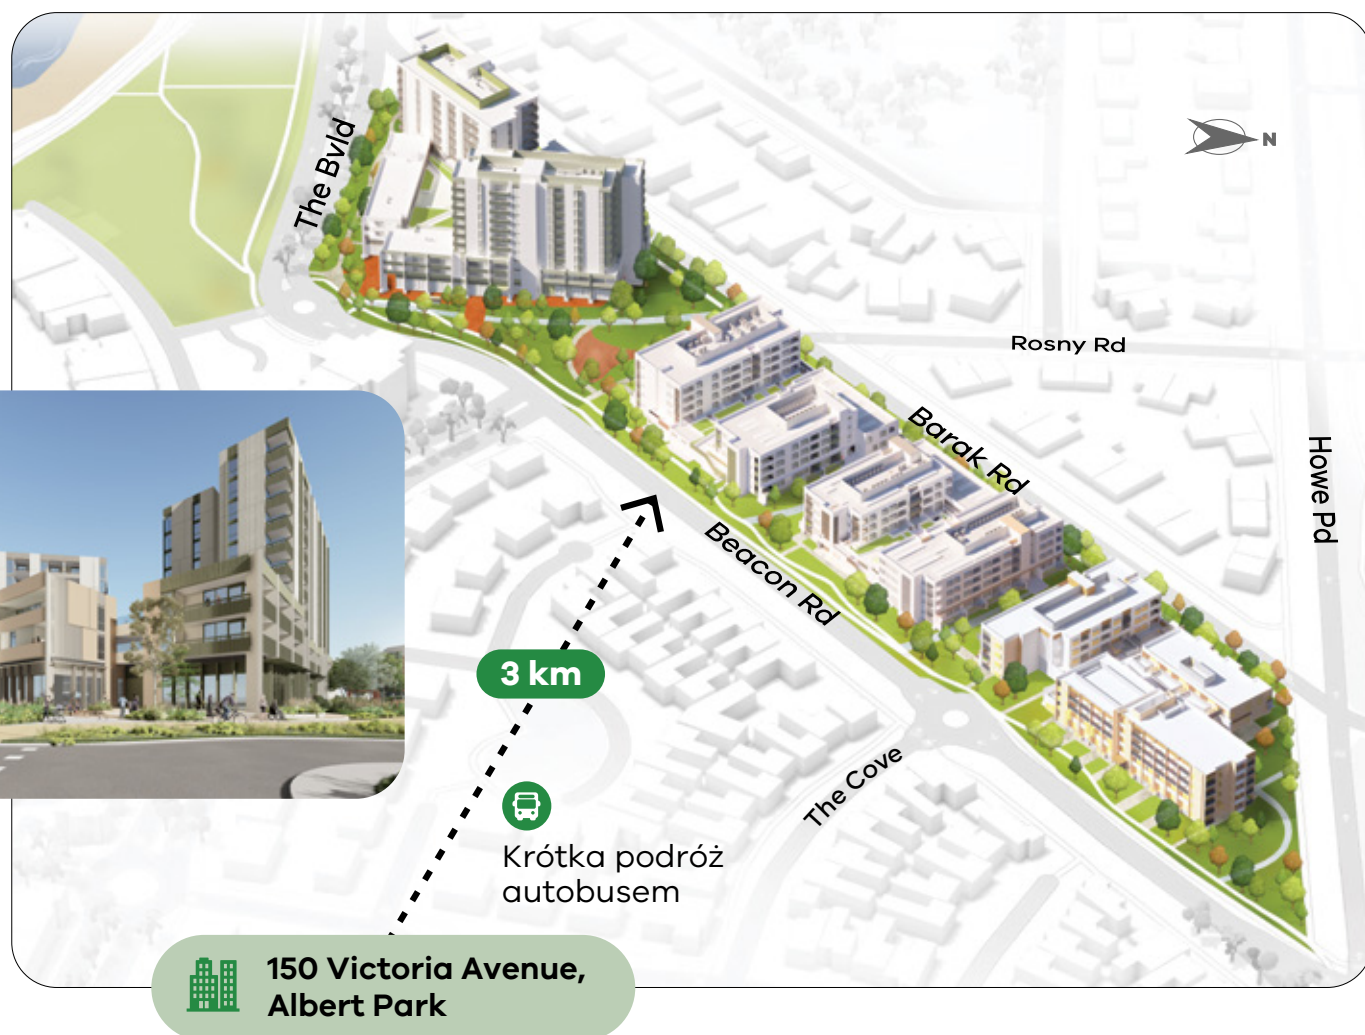 The Bvld
N
Rosny Rd
Barak Rd
Howe Pd
Beacon Rd
3 km
The Cove
Krótka podróż
autobusem
150 Victoria Avenue,
Albert Park